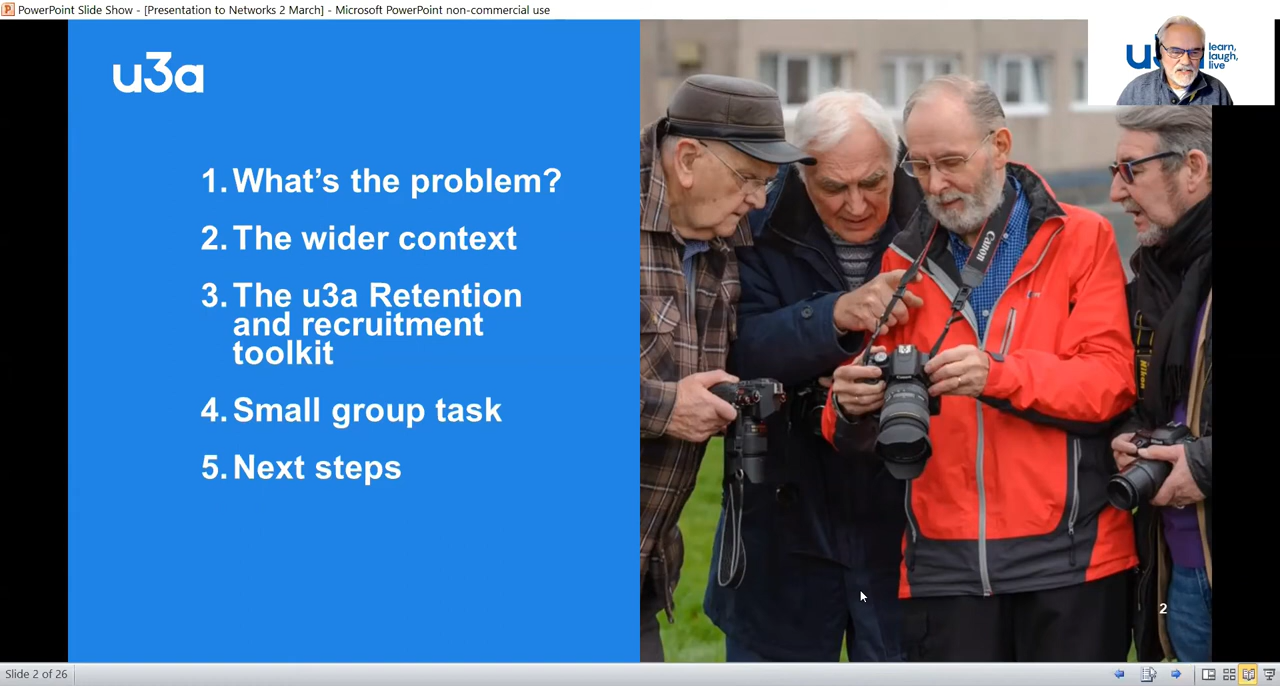 PowerPoint Slide Show - [Presentation to Networks 2 March] - Microsoft PowerPoint non-commercial use
u3a
learn,
laugh,
live
1. What’s the problem?
2. The wider context
3. The u3a Retention
and recruitment
toolkit
4. Small group task
5. Next steps
Canon
Nikon
2
Slide 2 of 26